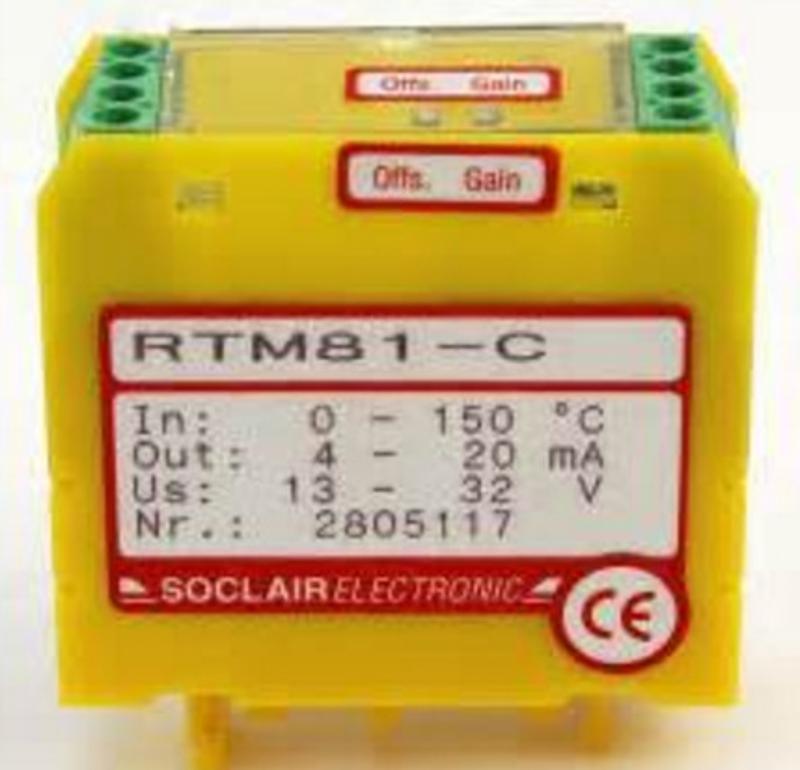 Offs. Gain
Offs. Gain
RTM81-C
In: 0 - 150 °C
Out: 4 - 20 mA
Us: 13 - 32 V
Nr.: 2805117
SOCLAIR ELECTRONIC
CE